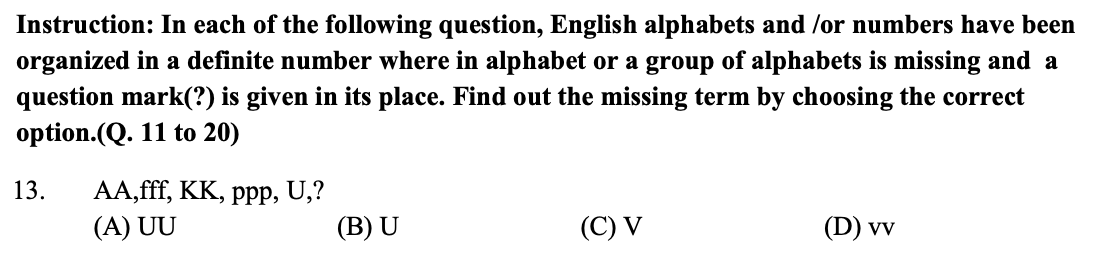 Instruction: In each of the following question, English alphabets and /or numbers have been
organized in a definite number where in alphabet or a group of alphabets is missing and a
question mark(?) is given in its place. Find out the missing term by choosing the correct
option.(Q. 11 to 20)
13. AA,fff, KK, ppp, U,?
(A) UU (B) U (C) V (D) vv